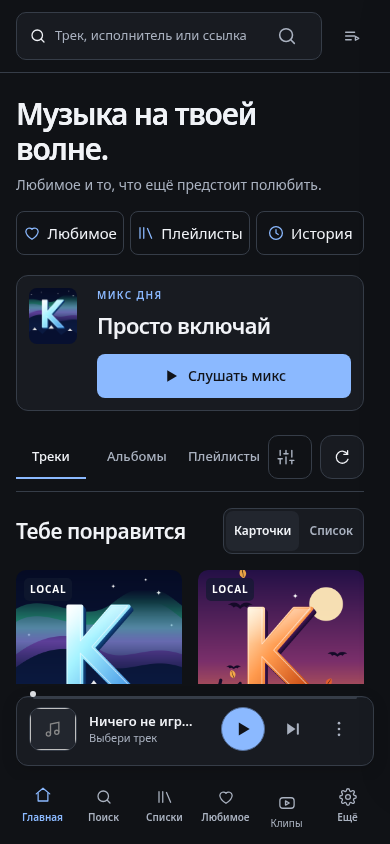 Трек, исполнитель или ссылка
Музыка на твоей
волне.
Любимое и то, что ещё предстоит полюбить.
Любимое
Плейлисты
История
МИКС ДНЯ
Просто включай
Слушать микс
Треки
Альбомы
Плейлисты
Тебе понравится
Карточки
Список
LOCAL
LOCAL
Ничего не игр...
Выбери трек
Главная
Поиск
Списки
Любимое
Клипы
Ещё